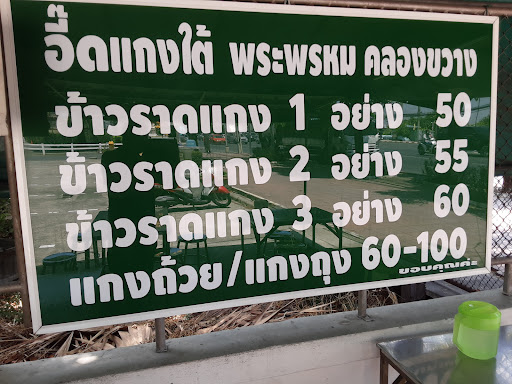 อี๊ดแกงใต้ พระพรหม คลองขวาง
ข้าวราดแกง 1 อย่าง 50
ข้าวราดแกง 2 อย่าง 55
ข้าวราดแกง 3 อย่าง 60
แกงถ้วย/แกงถุง 60-100
ขอบคุณค่ะ